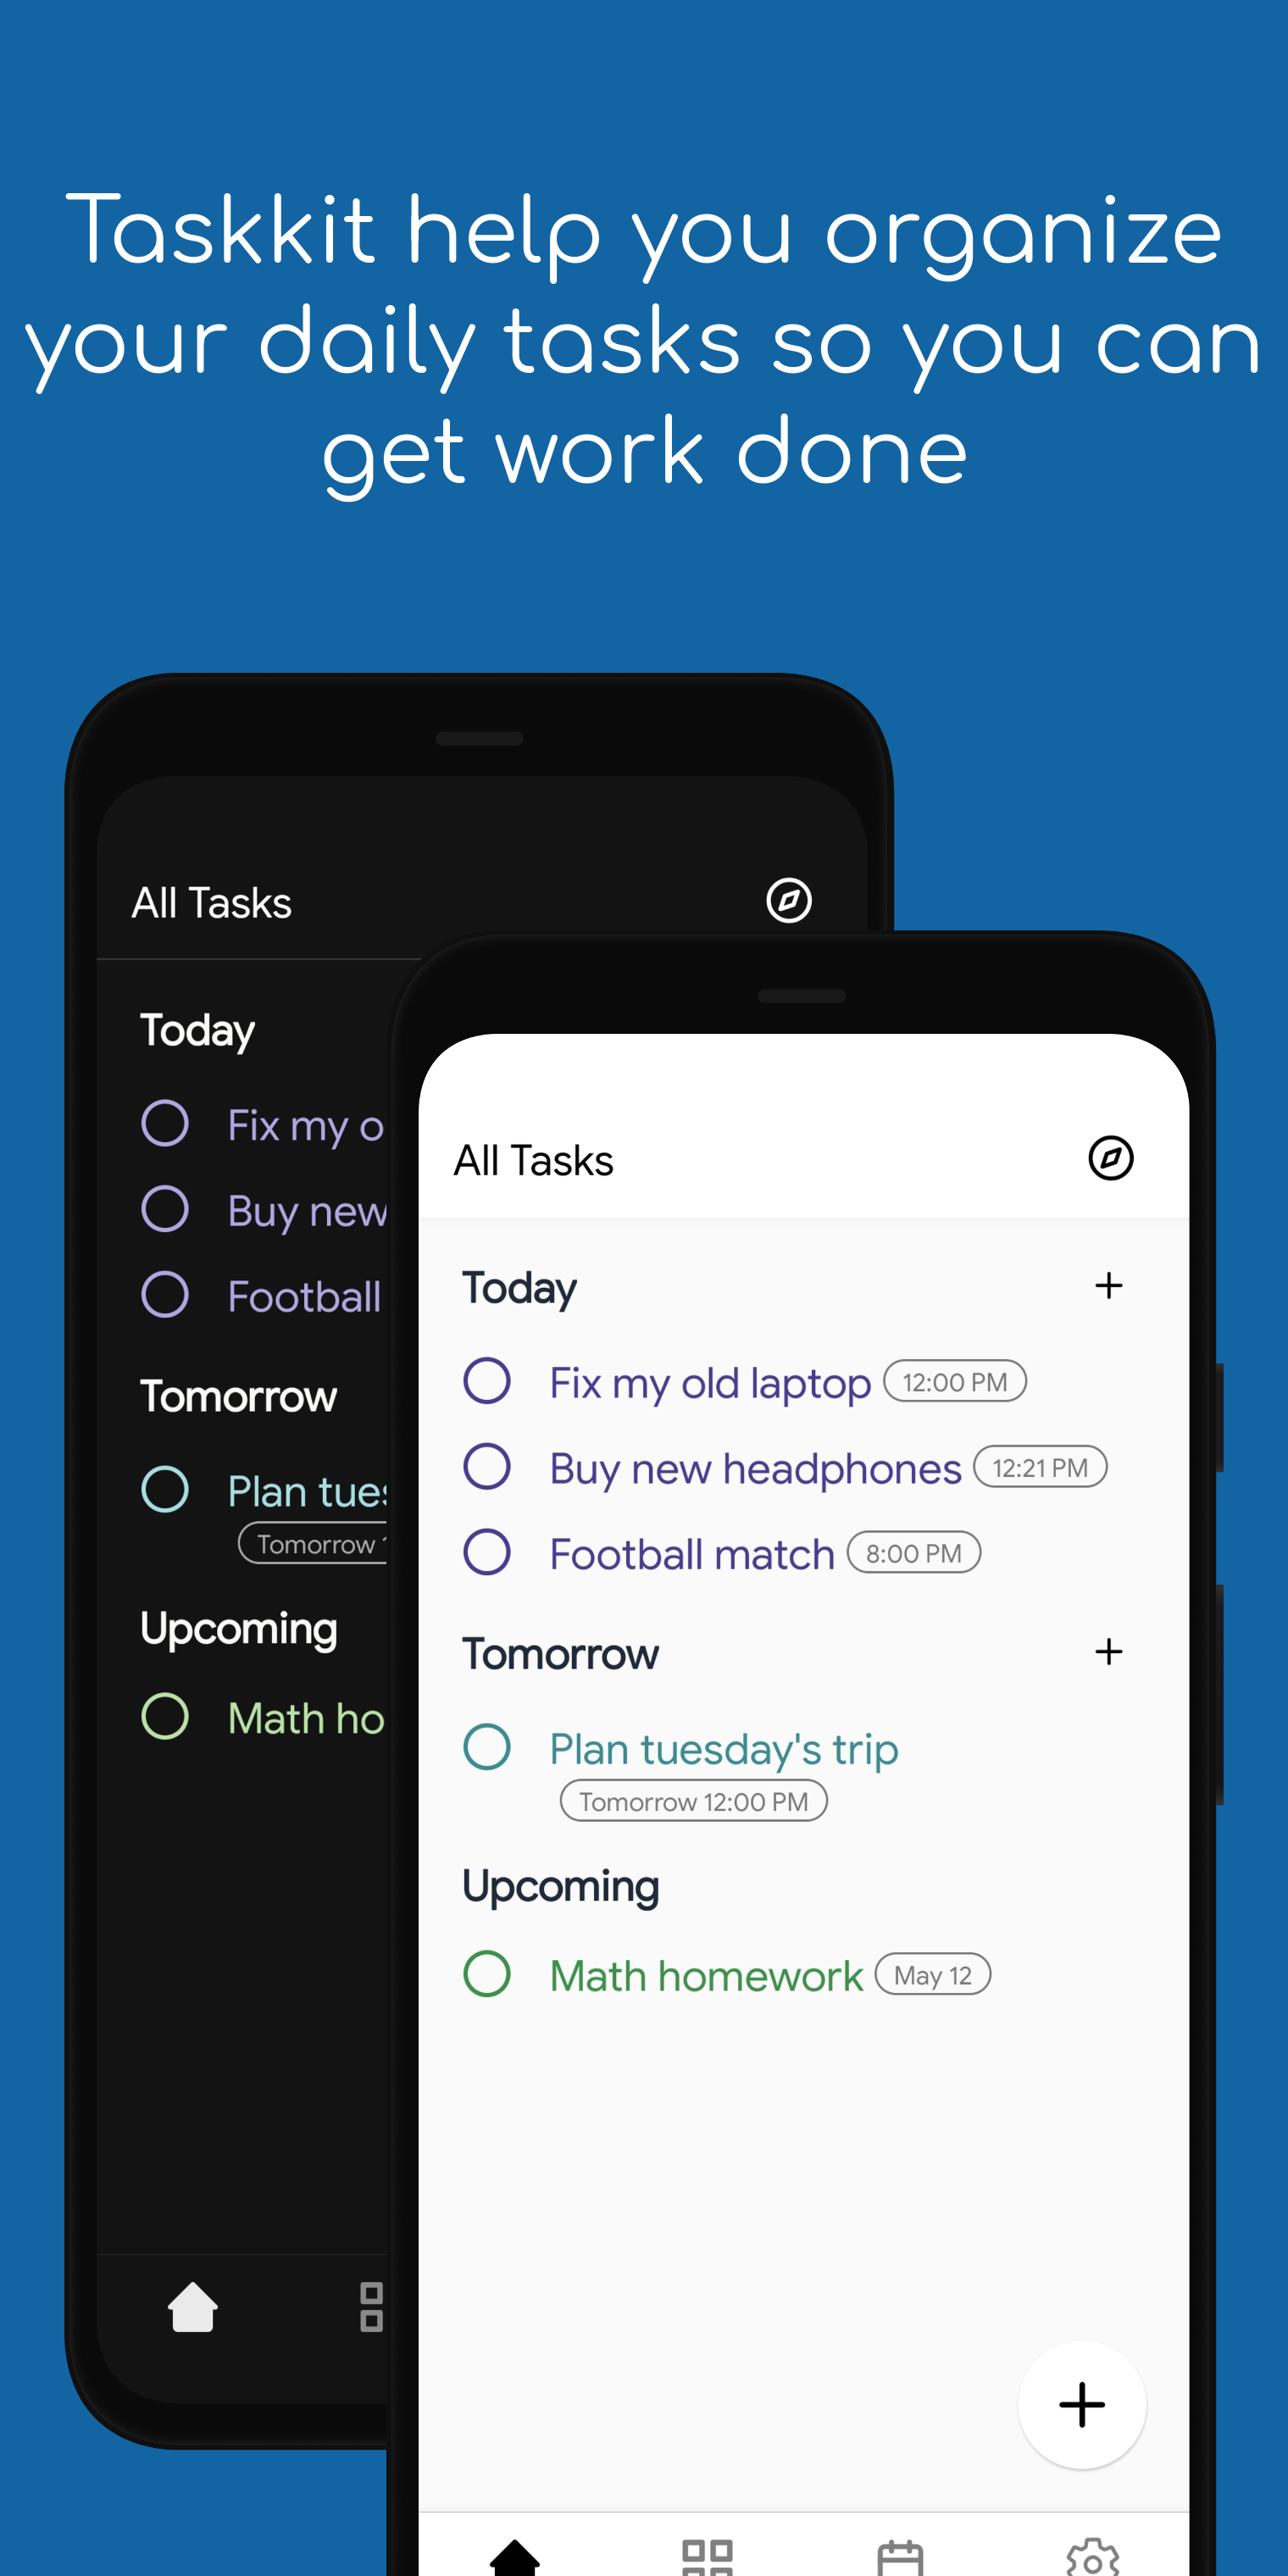 Taskkit help you organize
your daily tasks so you can
get work done
All Tasks
Today
Fix my o
Buy new
Football
Tomorrow
Plan tues
Tomorrow 1
Upcoming
Math ho
All Tasks
Today
Fix my old laptop 12:00 PM
Buy new headphones 12:21 PM
Football match 8:00 PM
Tomorrow
Plan tuesday's trip
Tomorrow 12:00 PM
Upcoming
Math homework May 12